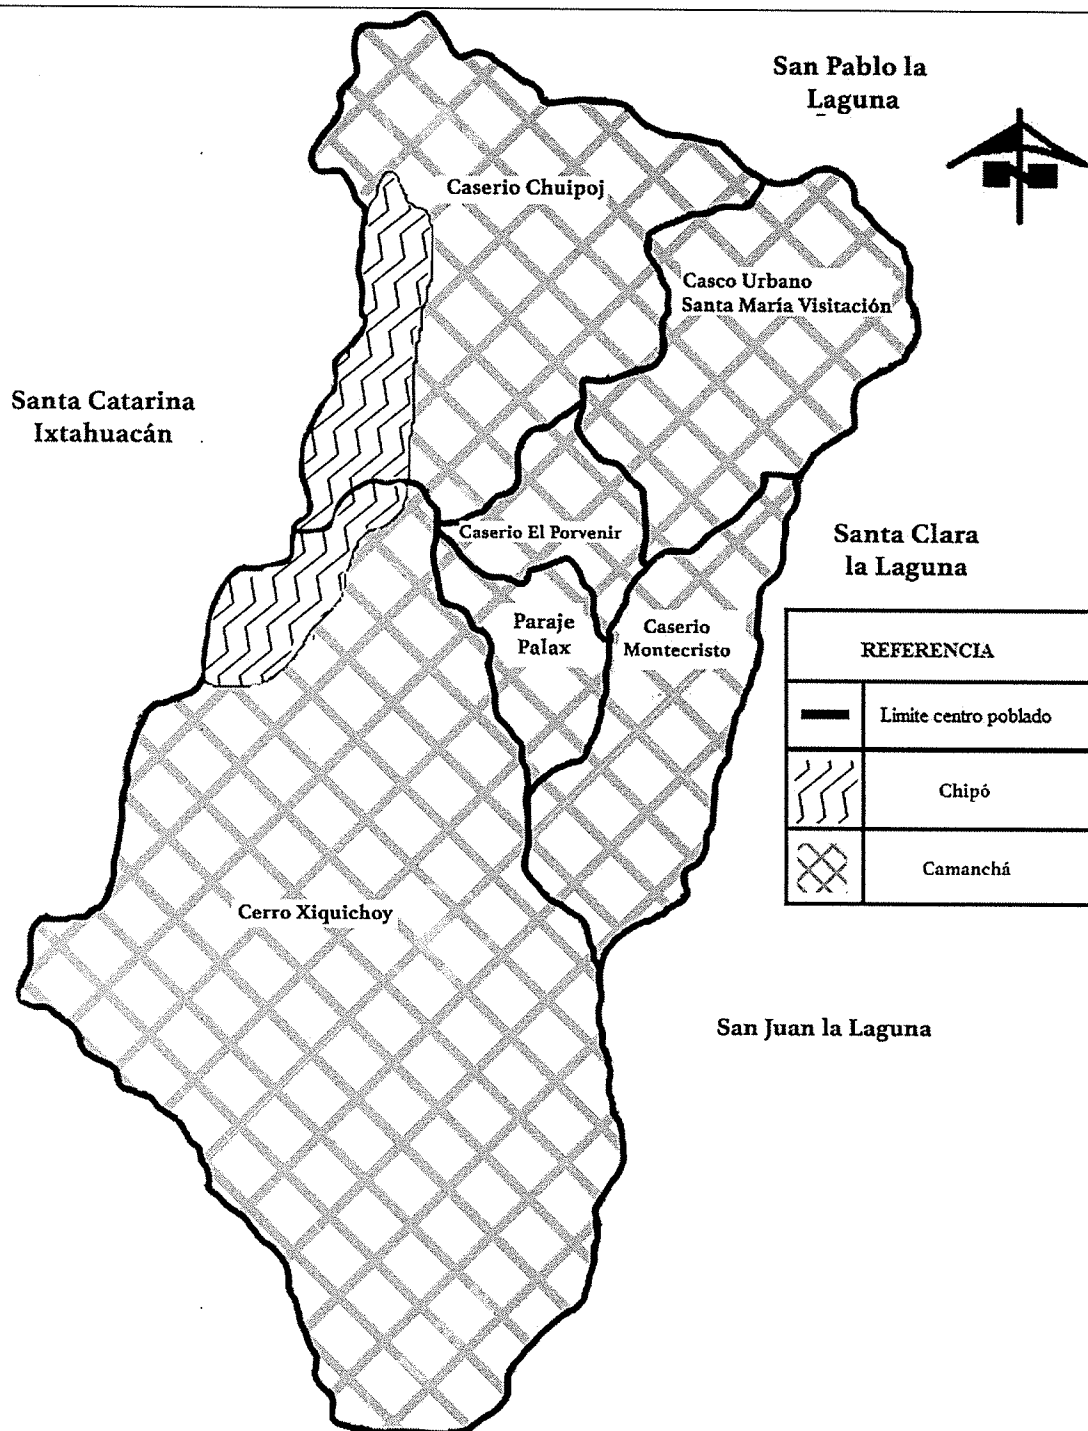 San Pablo la
Laguna
Caserio Chuipoj
Casco Urbano
Santa María Visitación
Santa Catarina
Ixtahuacán
Caserio El Porvenir
Santa Clara
la Laguna
Paraje
Palax
Caserio
Montecristo
REFERENCIA
Limite centro poblado
Chipó
Camanchá
Cerro Xiquichoy
San Juan la Laguna